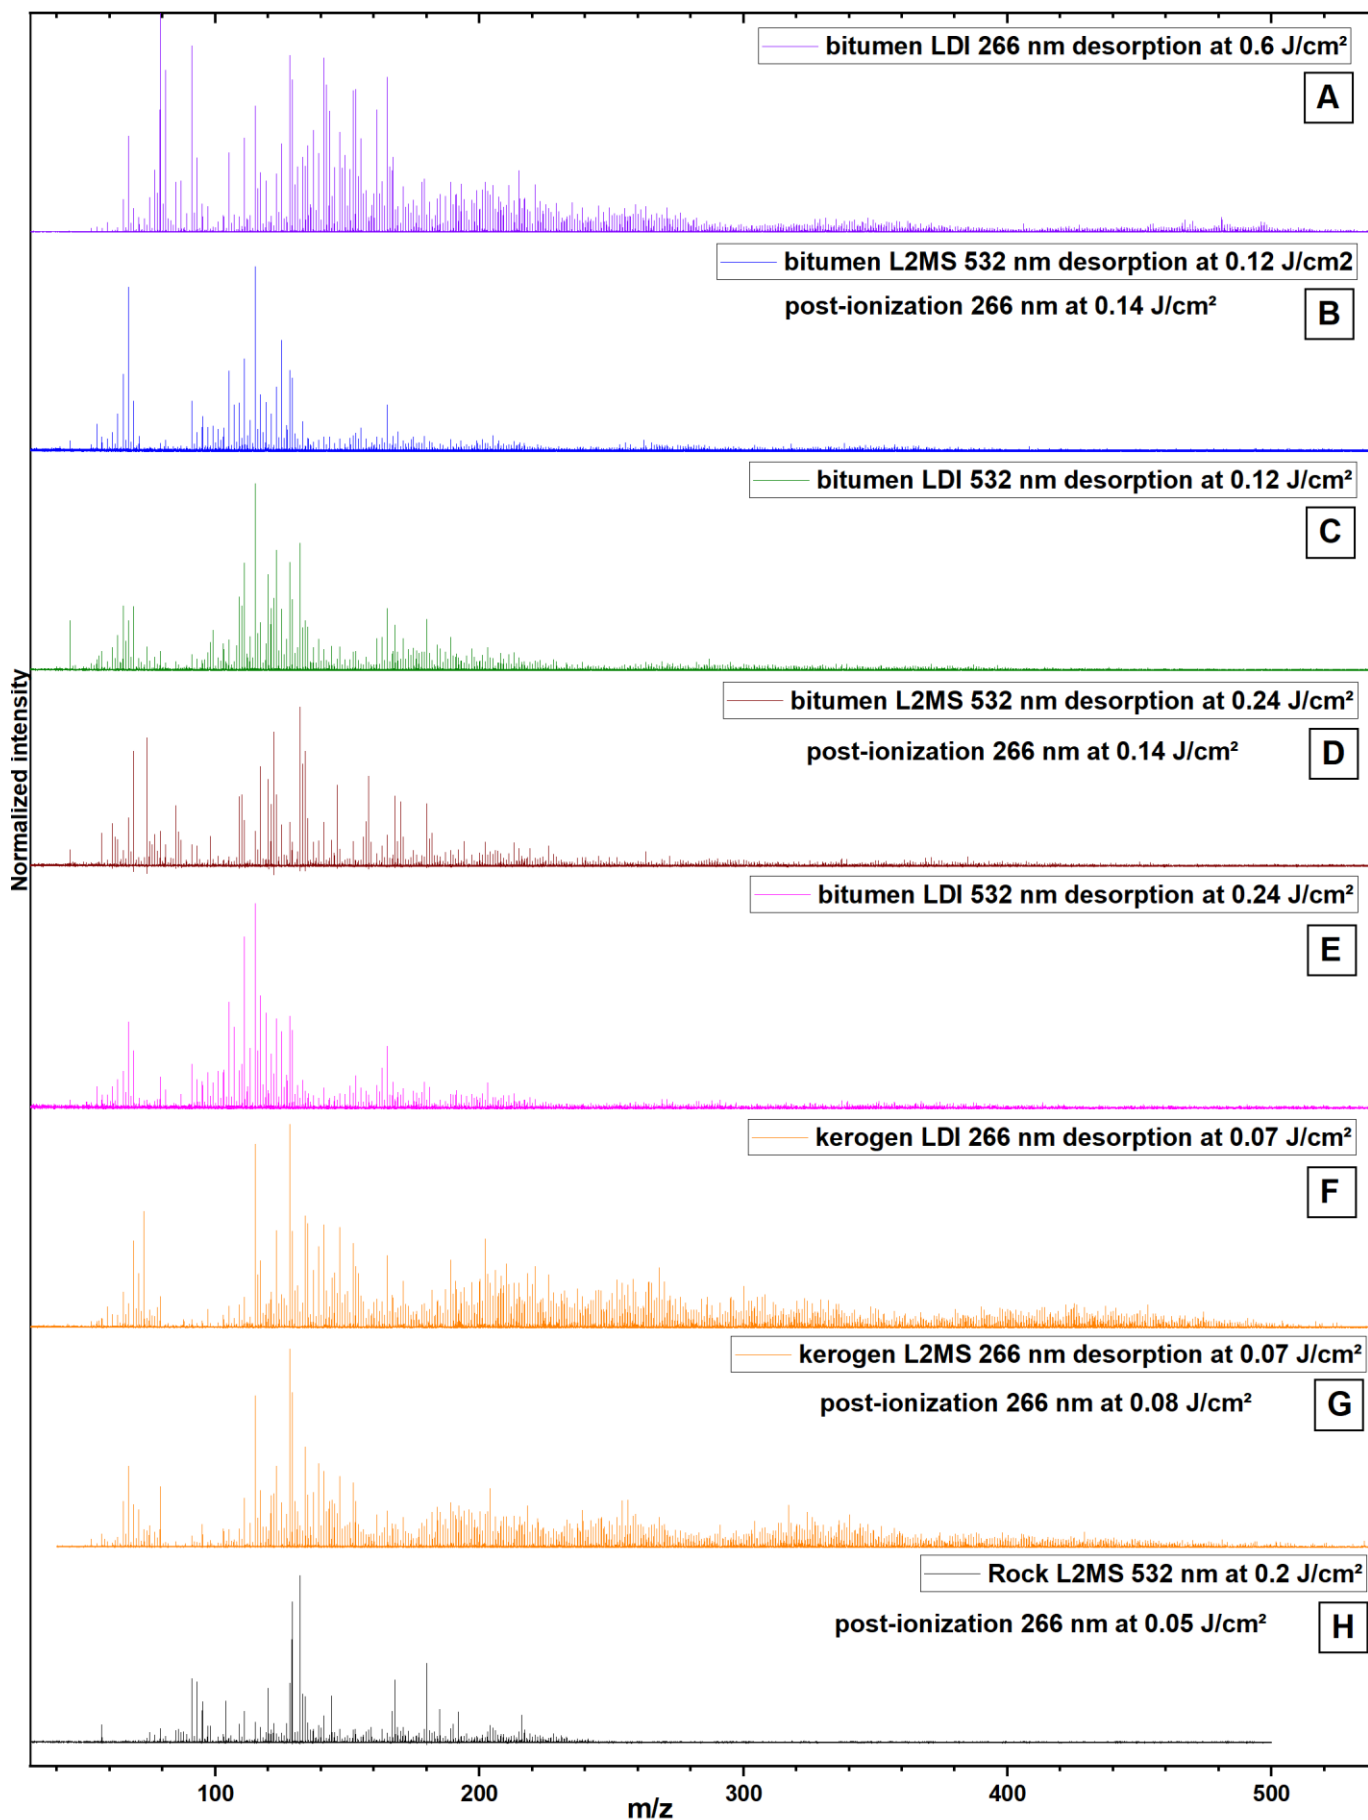 bitumen LDI 266 nm desorption at 0.6 J/cm²
A
bitumen L2MS 532 nm desorption at 0.12 J/cm2
post-ionization 266 nm at 0.14 J/cm²
B
bitumen LDI 532 nm desorption at 0.12 J/cm²
C
bitumen L2MS 532 nm desorption at 0.24 J/cm²
post-ionization 266 nm at 0.14 J/cm²
D
bitumen LDI 532 nm desorption at 0.24 J/cm²
E
kerogen LDI 266 nm desorption at 0.07 J/cm²
F
kerogen L2MS 266 nm desorption at 0.07 J/cm²
post-ionization 266 nm at 0.08 J/cm²
G
Rock L2MS 532 nm at 0.2 J/cm²
post-ionization 266 nm at 0.05 J/cm²
H
Normalized intensity
100 200 300 400 500
m/z